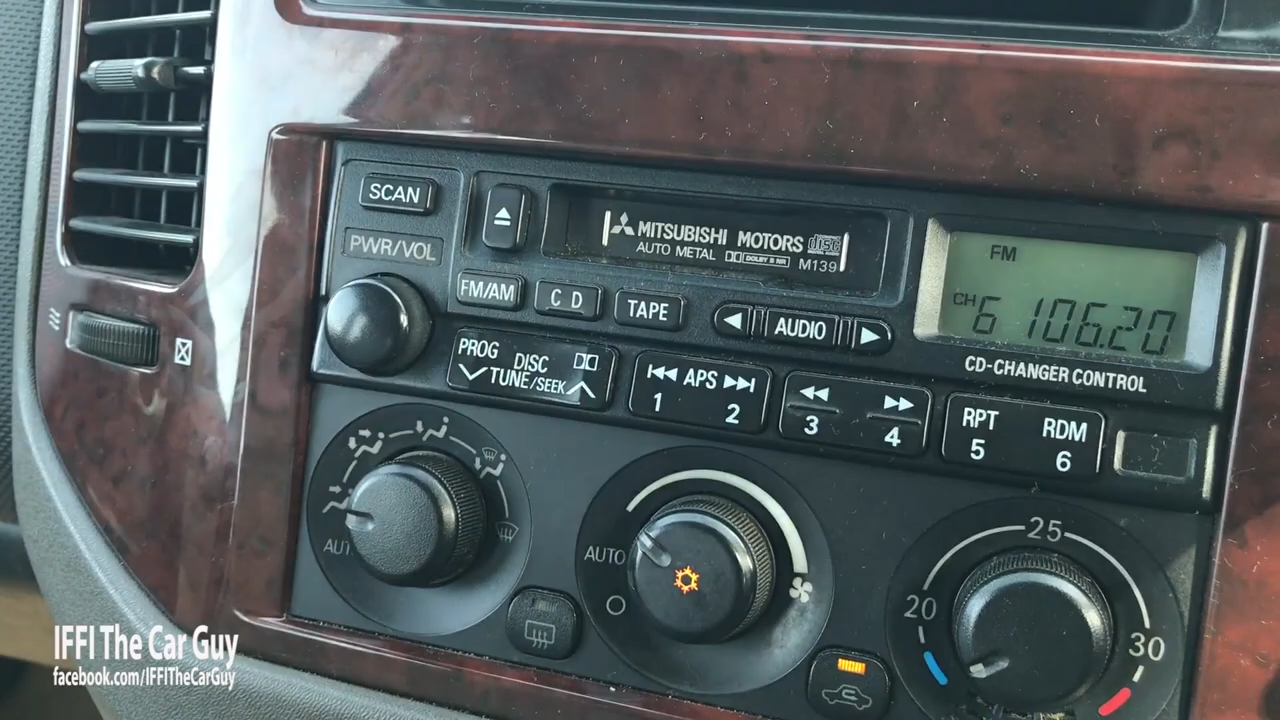 SCAN
PWR/VOL
MITSUBISHI MOTORS
AUTO METAL DOLBY B NR M139
disc
FM
CH 6 106.20
FM/AM
CD
TAPE
AUDIO
CD-CHANGER CONTROL
PROG
DISC
TUNE/SEEK
APS
1 2
3 4
RPT RDM
5 6
AUTO
AUTO
20
25
30
IFFI The Car Guy
facebook.com/IFFITheCarGuy